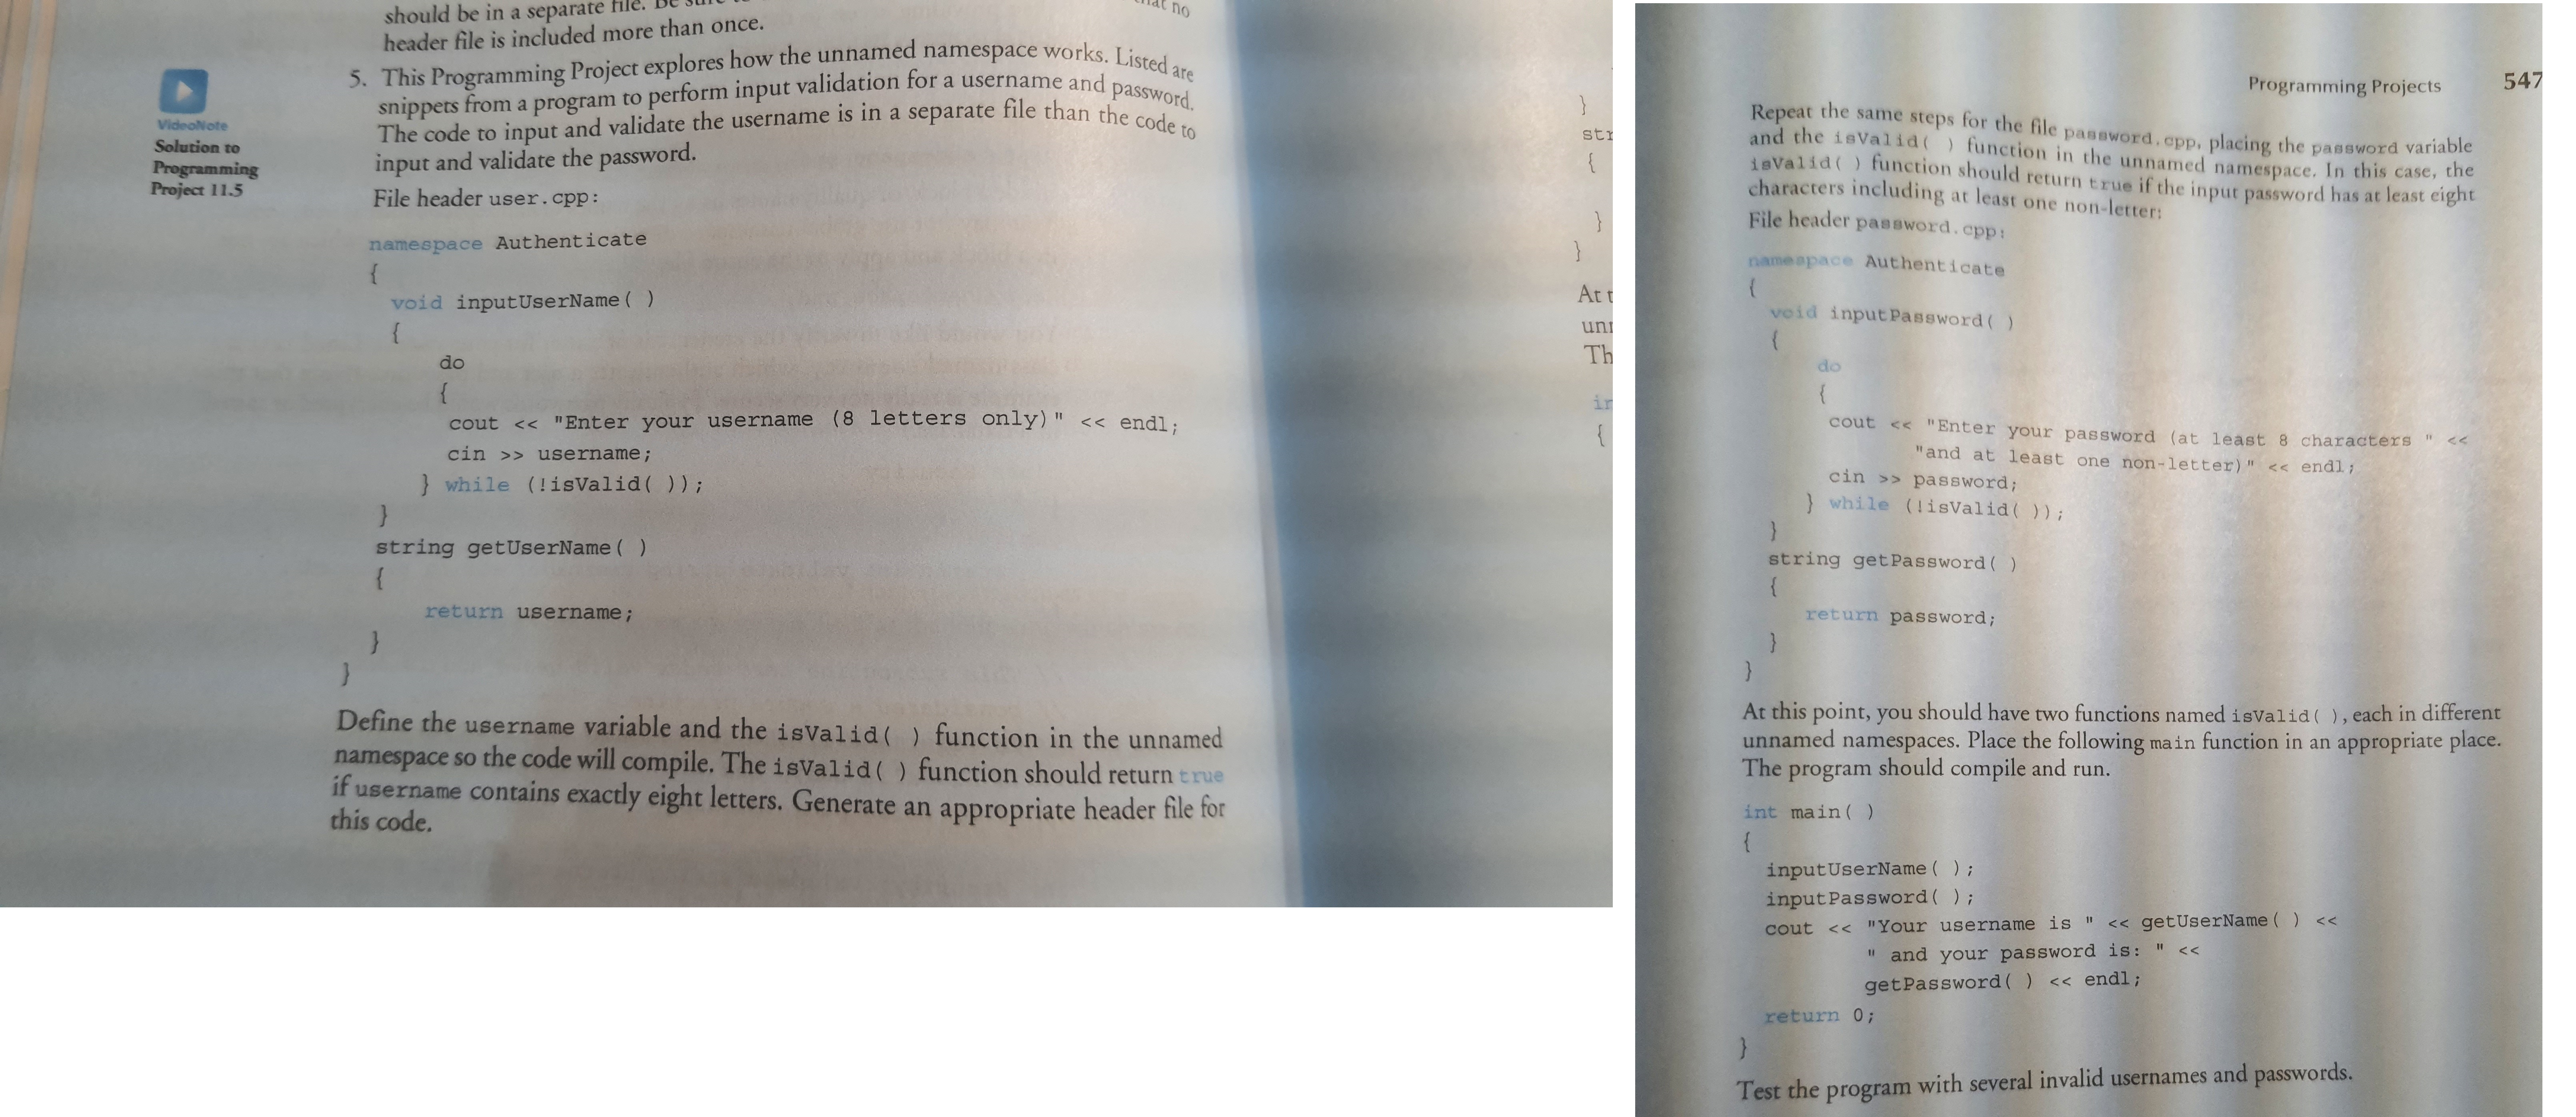 should be in a separate file. Be sure to
hat no
header file is included more than once.
5. This Programming Project explores how the unnamed namespace works. Listed are
snippets from a program to perform input validation for a username and password.
The code to input and validate the username is in a separate file than the code to
input and validate the password.
VideoNote
Solution to
Programming
Project 11.5
File header user.cpp:
namespace Authenticate
{
void inputUserName( )
{
do
{
cout << "Enter your username (8 letters only)" << endl;
cin >> username;
} while (!isValid( ));
}
string getUserName( )
{
return username;
}
}
Define the username variable and the isValid( ) function in the unnamed
namespace so the code will compile. The isValid( ) function should return true
if username contains exactly eight letters. Generate an appropriate header file for
this code.
}
str
{
}
}
At t
Th
{
Programming Projects 547
Repeat the same steps for the file password.cpp, placing the password variable
and the isValid( ) function in the unnamed namespace. In this case, the
isValid( ) function should return true if the input password has at least eight
characters including at least one non-letter:
File header password.cpp:
namespace Authenticate
{
void inputPassword( )
{
do
{
cout << "Enter your password (at least 8 characters " <<
"and at least one non-letter)" << endl;
cin >> password;
} while (!isValid( ));
}
string getPassword( )
{
return password;
}
}
At this point, you should have two functions named isValid( ), each in different
unnamed namespaces. Place the following main function in an appropriate place.
The program should compile and run.
int main( )
{
inputUserName( );
inputPassword( );
cout << "Your username is " << getUserName( ) <<
" and your password is: " <<
getPassword( ) << endl;
return 0;
}
Test the program with several invalid usernames and passwords.